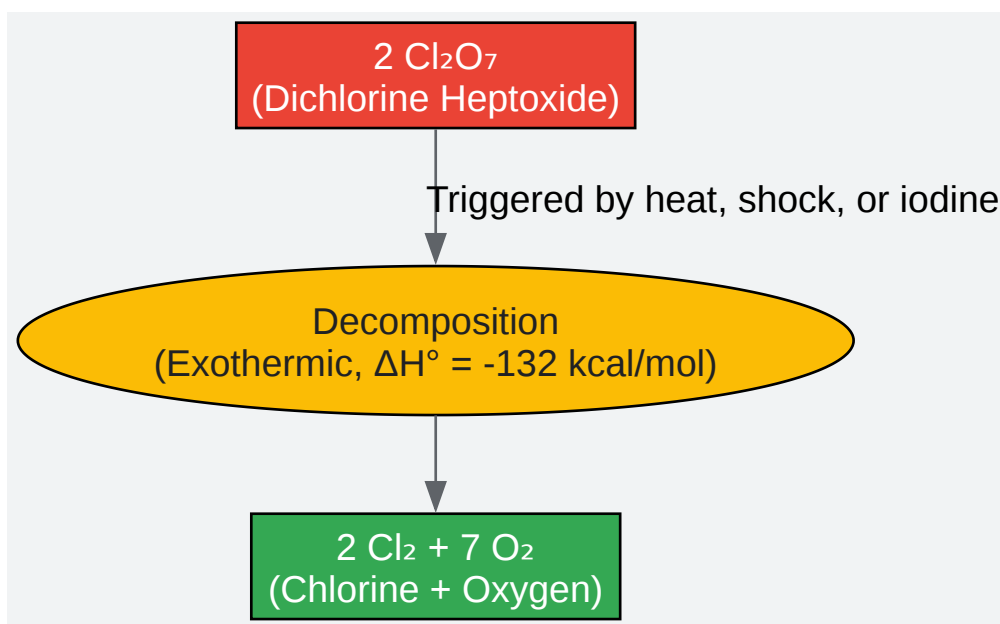 2 Cl₂O₇
(Dichlorine Heptoxide)
Triggered by heat, shock, or iodine
Decomposition
(Exothermic, ΔH° = -132 kcal/mol)
2 Cl₂ + 7 O₂
(Chlorine + Oxygen)